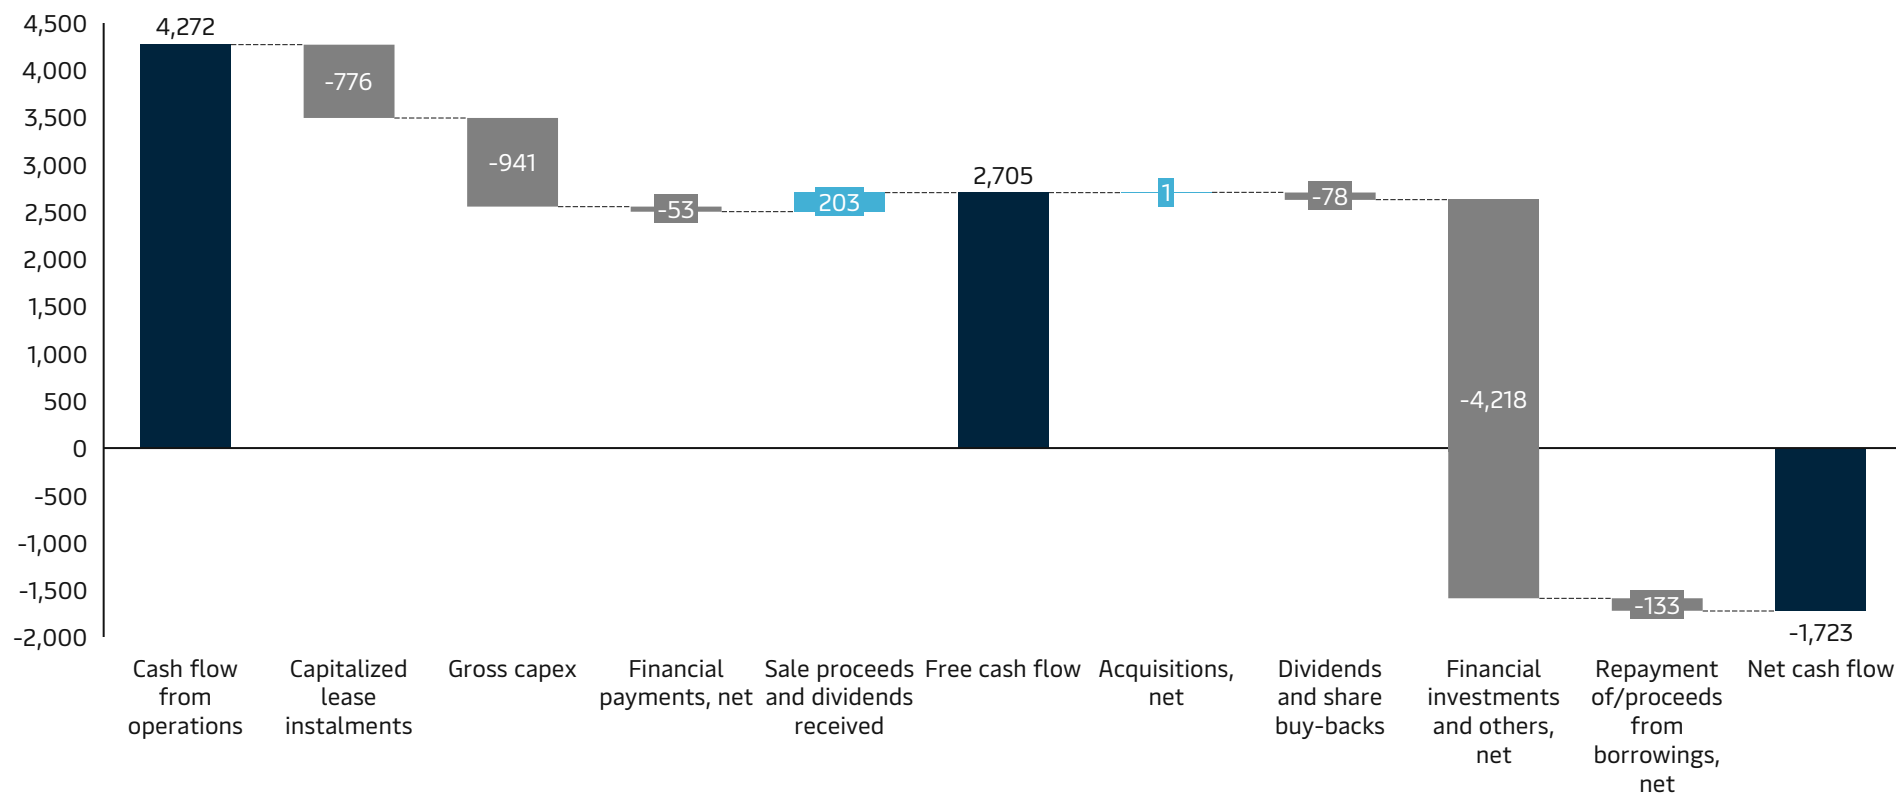 4,500
4,000
3,500
3,000
2,500
2,000
1,500
1,000
500
0
-500
-1,000
-1,500
-2,000
4,272
-776
-941
-53
203
2,705
1
-78
-4,218
-133
-1,723
Cash flow
from
operations
Capitalized
lease
instalments
Gross capex
Financial
payments, net
Sale proceeds
and dividends
received
Free cash flow
Acquisitions,
net
Dividends
and share
buy-backs
Financial
investments
and others,
net
Repayment
of/proceeds
from
borrowings,
net
Net cash flow